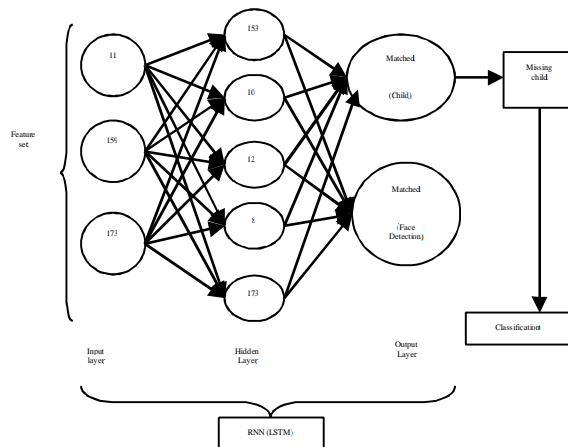 11
159
173
Feature
set
153
10
12
8
173
Matched
(Child)
Matched
(Face
Detection)
Missing
child
Classification
Input
layer
Hidden
Layer
Output
Layer
RNN (LSTM)